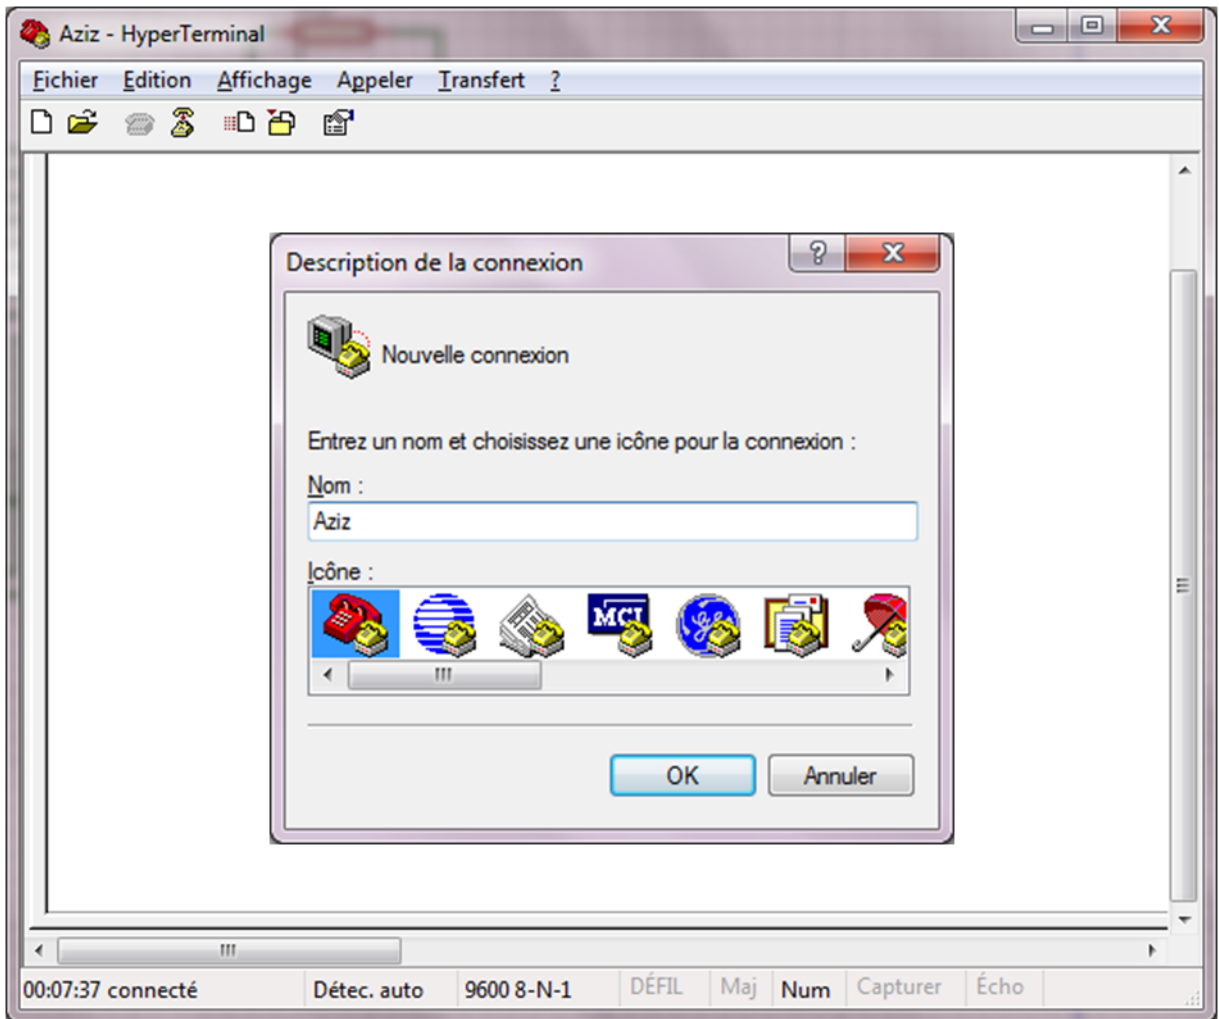 Aziz - HyperTerminal
Fichier Edition Affichage Appeler Transfert ?
Description de la connexion
Nouvelle connexion
Entrez un nom et choisissez une icône pour la connexion :
Nom :
Aziz
Icône :
MCI
OK Annuler
00:07:37 connecté Détec. auto 9600 8-N-1 DÉFIL Maj Num Capturer Écho